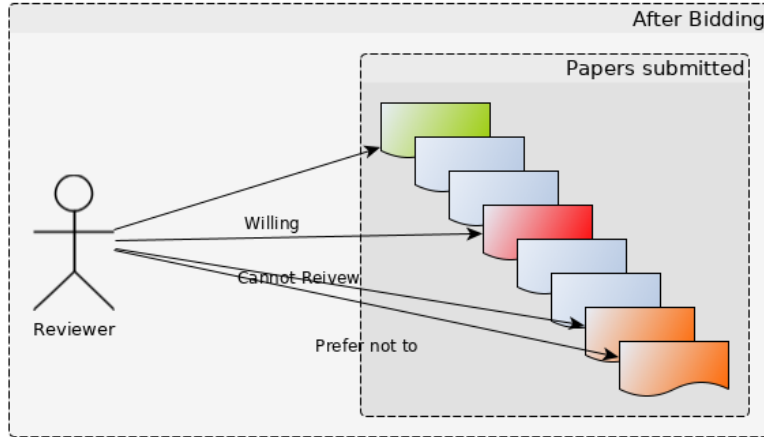 After Bidding
Papers submitted
Willing
Cannot Reivew
Reviewer
Prefer not to